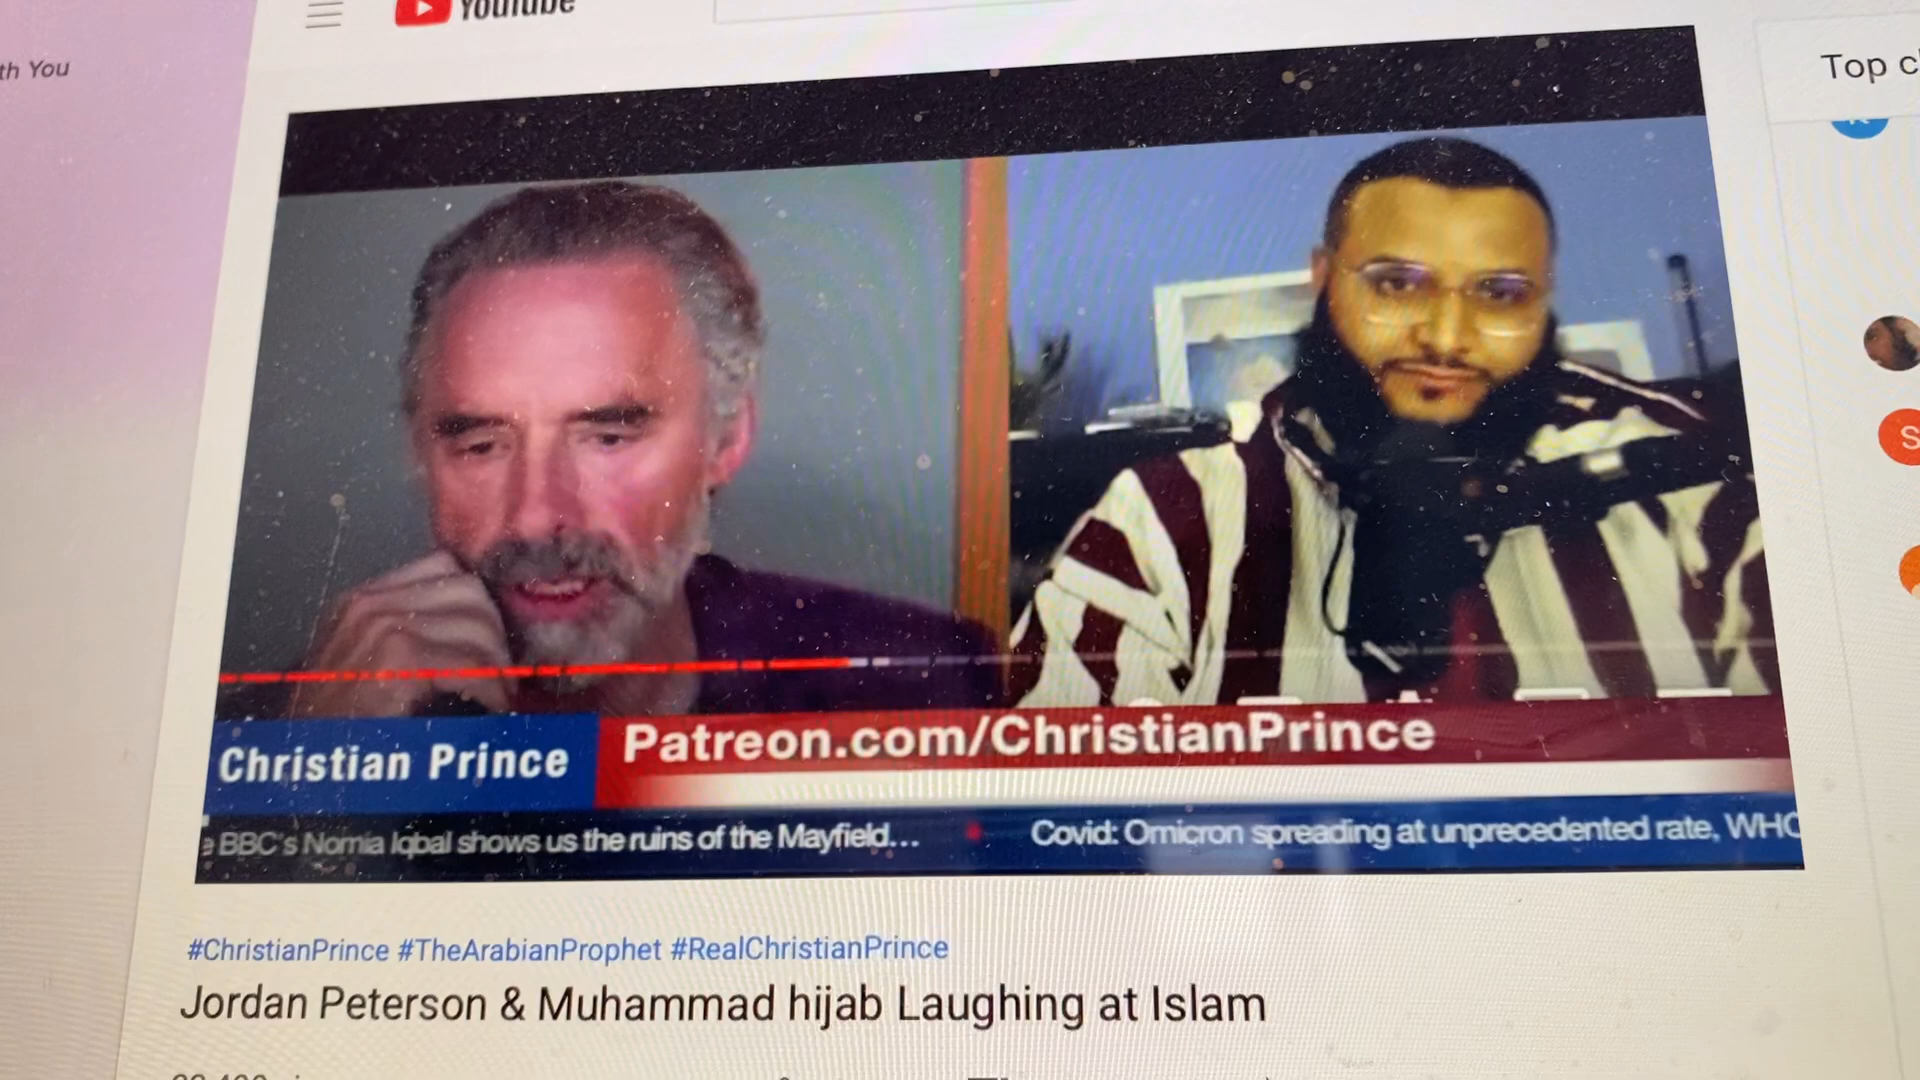 YouTube
th You
Top c
S
Christian Prince
Patreon.com/ChristianPrince
BBC's Nomia Iqbal shows us the ruins of the Mayfield...
Covid: Omicron spreading at unprecedented rate, WHO
#ChristianPrince #TheArabianProphet #RealChristianPrince
Jordan Peterson & Muhammad hijab Laughing at Islam